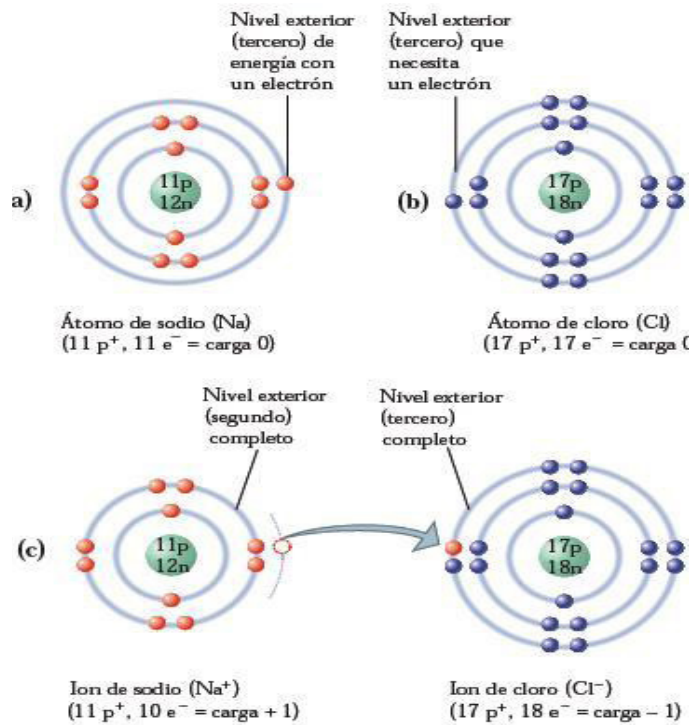 Nivel exterior
(tercero) de
energía con
un electrón
Nivel exterior
(tercero) que
necesita
un electrón
a)
11p
12n
(b)
17p
18n
Átomo de sodio (Na)
(11 p⁺, 11 e⁻ = carga 0)
Átomo de cloro (Cl)
(17 p⁺, 17 e⁻ = carga 0
Nivel exterior
(segundo)
completo
Nivel exterior
(tercero)
completo
(c)
11p
12n
17p
18n
Ion de sodio (Na⁺)
(11 p⁺, 10 e⁻ = carga + 1)
Ion de cloro (Cl⁻)
(17 p⁺, 18 e⁻ = carga – 1)